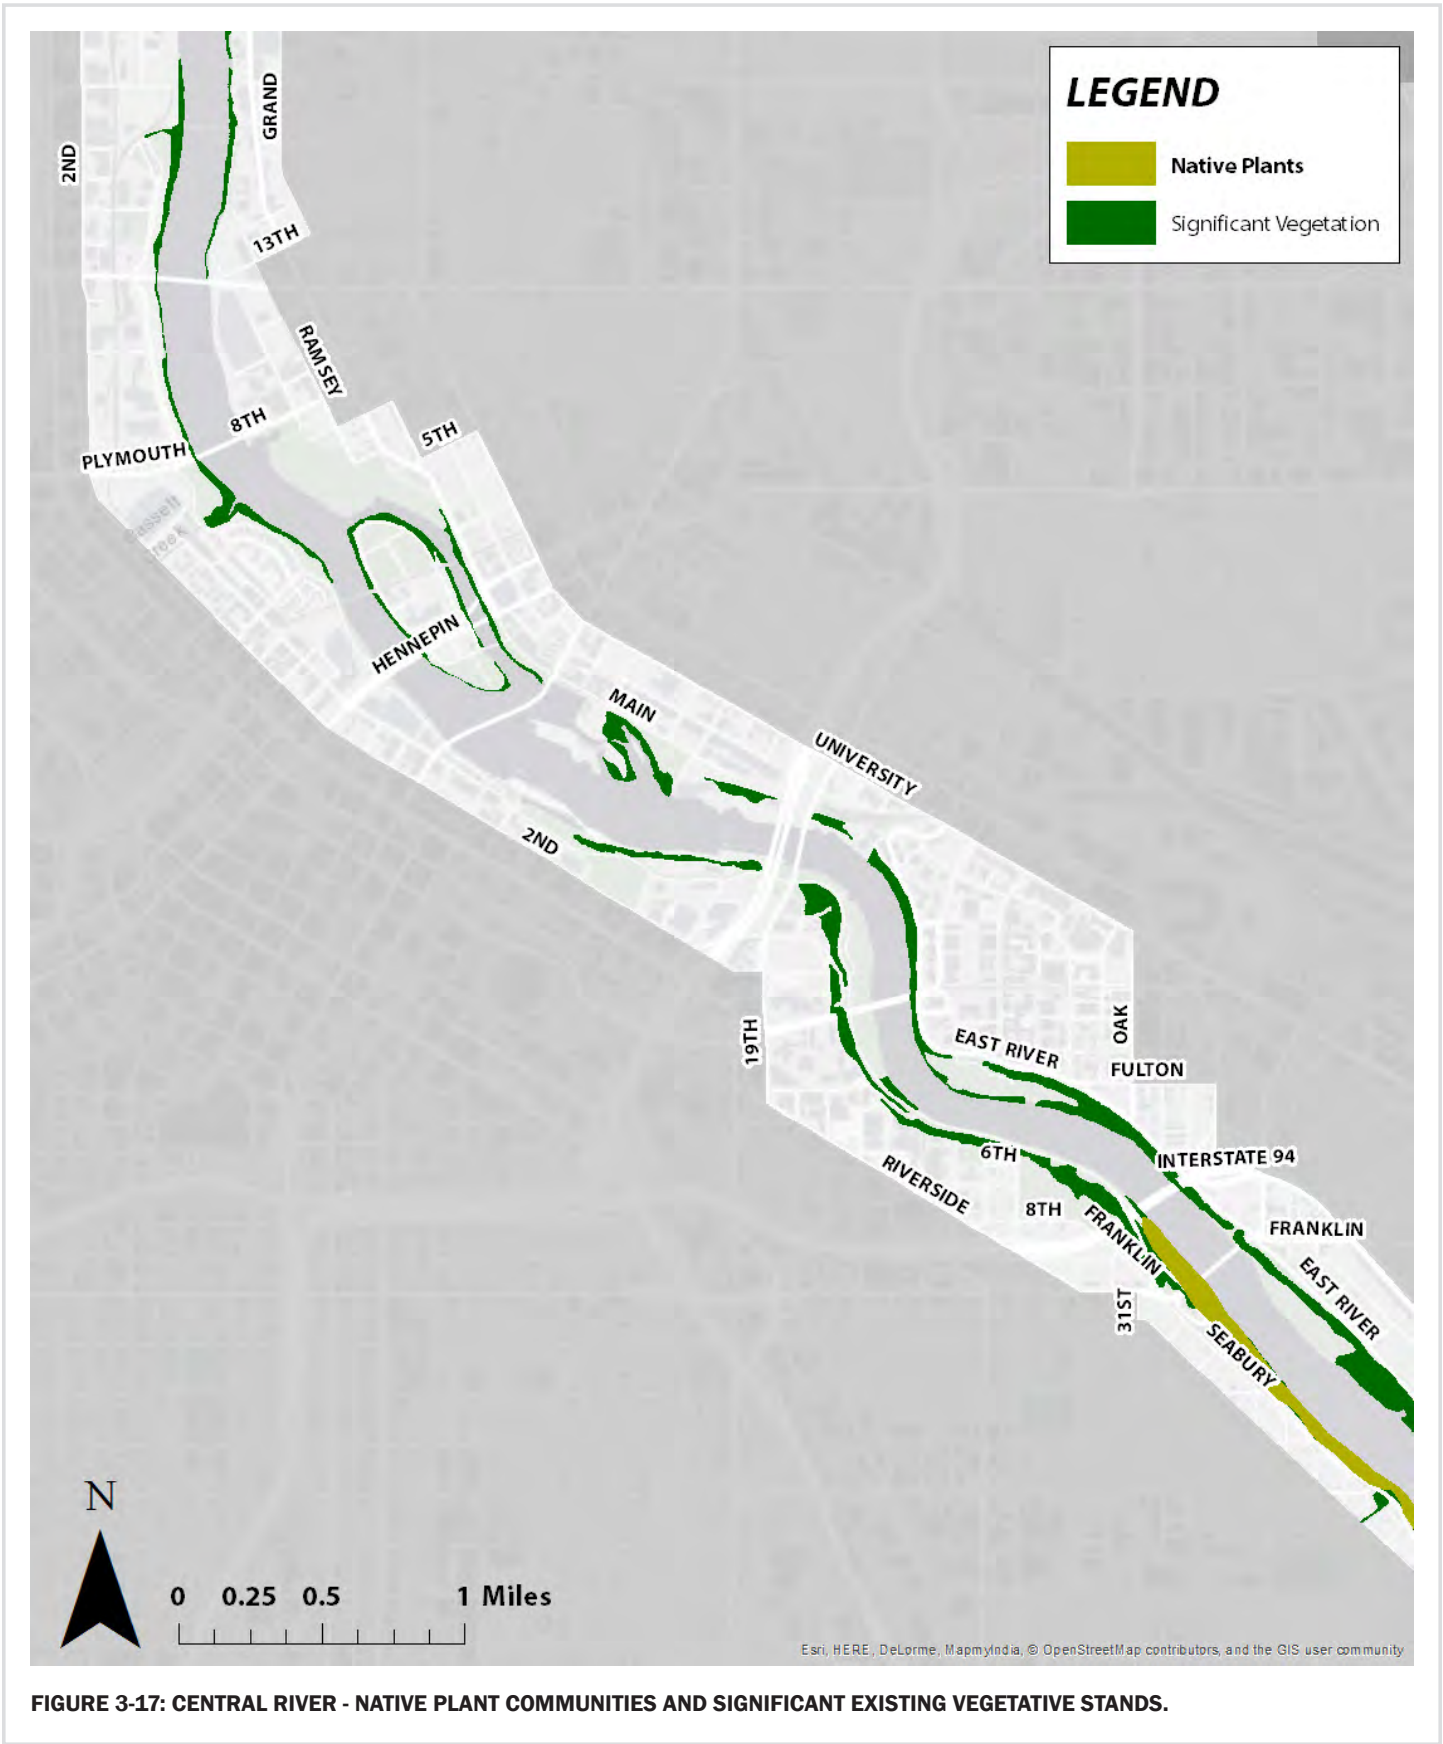 LEGEND
Native Plants
Significant Vegetation
GRAND
2ND
13TH
RAMSEY
8TH
5TH
PLYMOUTH
Bassett
Creek
HENNEPIN
MAIN
UNIVERSITY
2ND
19TH
OAK
EAST RIVER
FULTON
6TH
INTERSTATE 94
RIVERSIDE
8TH
FRANKLIN
FRANKLIN
EAST RIVER
31ST
SEABURY
N
0 0.25 0.5 1 Miles
Esri, HERE, DeLorme, MapmyIndia, © OpenStreetMap contributors, and the GIS user community
FIGURE 3-17: CENTRAL RIVER - NATIVE PLANT COMMUNITIES AND SIGNIFICANT EXISTING VEGETATIVE STANDS.